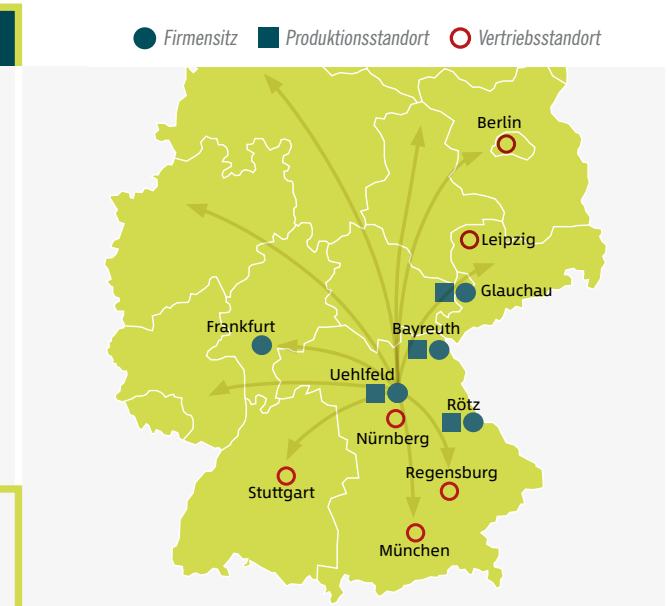 Firmensitz Produktionsstandort Vertriebsstandort
Berlin
Leipzig
Glauchau
Frankfurt
Bayreuth
Uehlfeld
Rötz
Nürnberg
Regensburg
Stuttgart
München